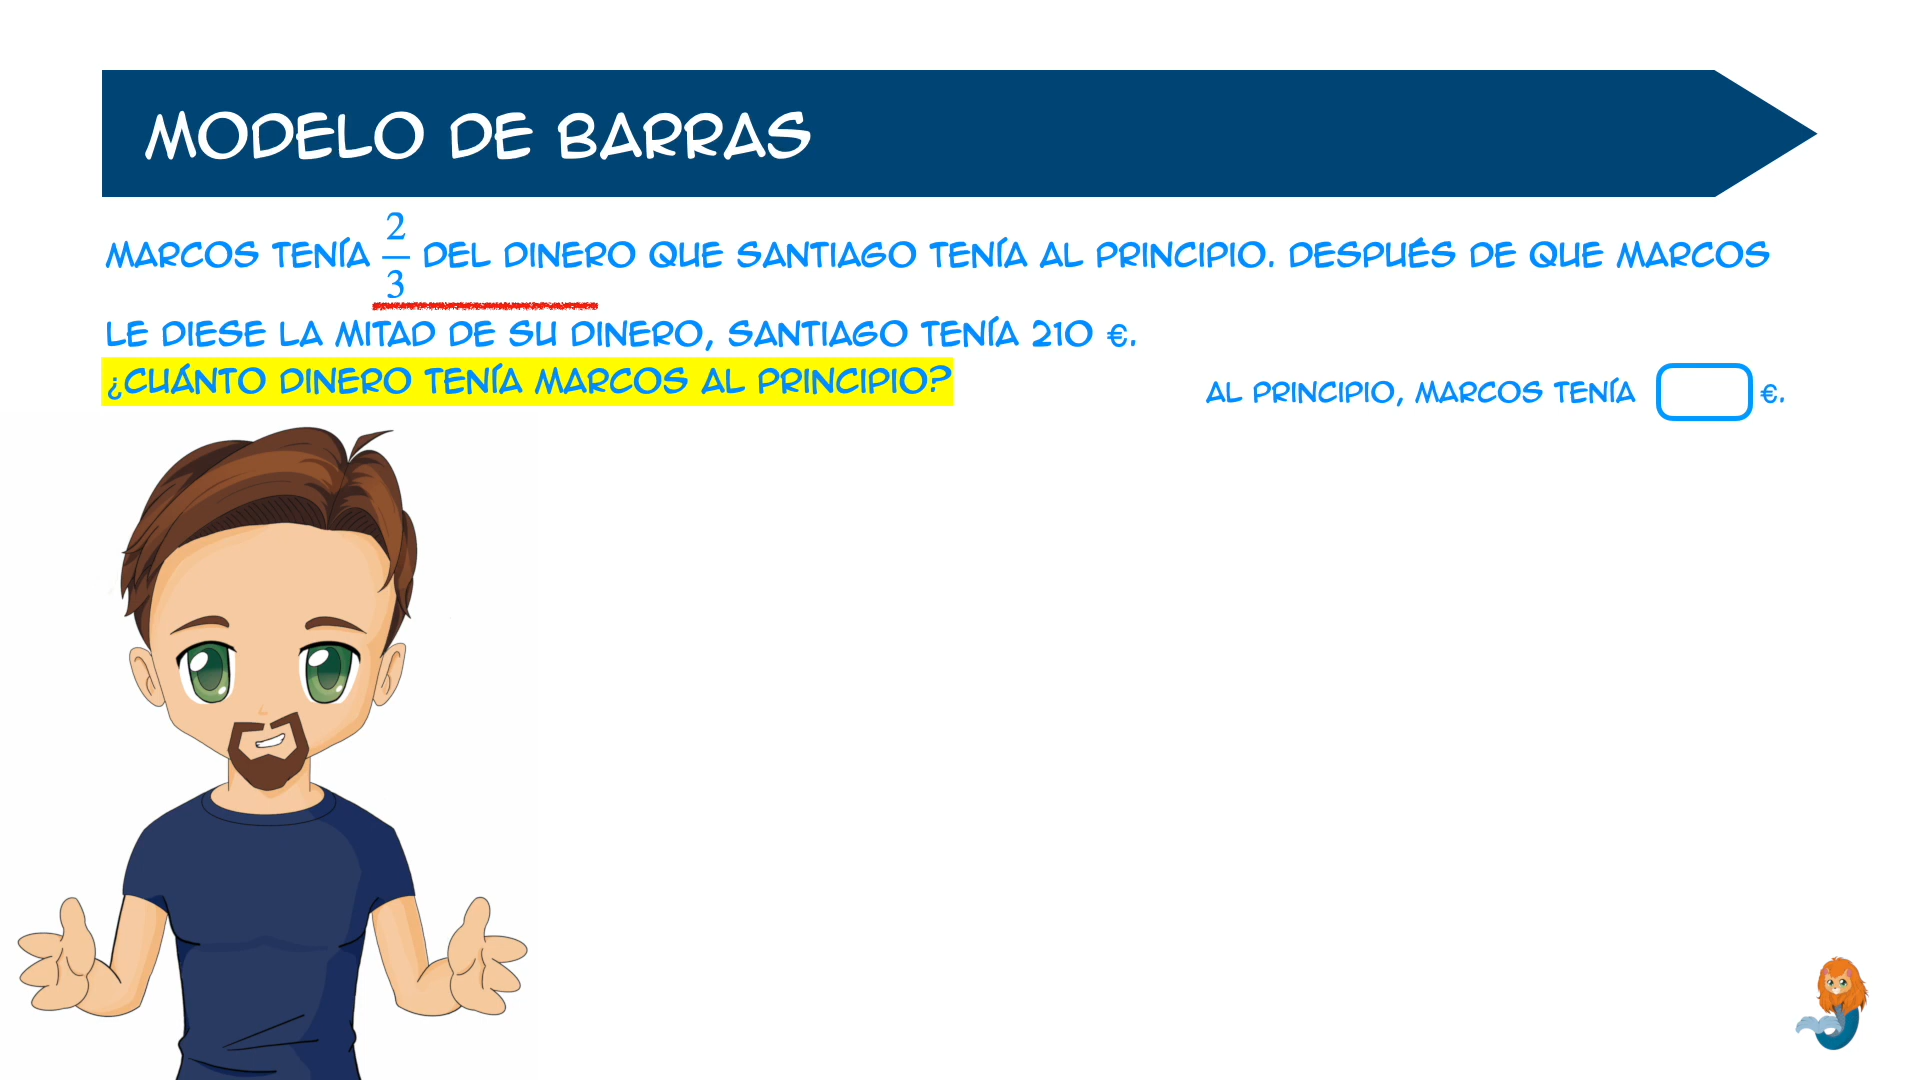 MODELO DE BARRAS
MARCOS TENÍA 2/3 DEL DINERO QUE SANTIAGO TENÍA AL PRINCIPIO. DESPUÉS DE QUE MARCOS
LE DIESE LA MITAD DE SU DINERO, SANTIAGO TENÍA 210 €.
¿CUÁNTO DINERO TENÍA MARCOS AL PRINCIPIO?
AL PRINCIPIO, MARCOS TENÍA €.